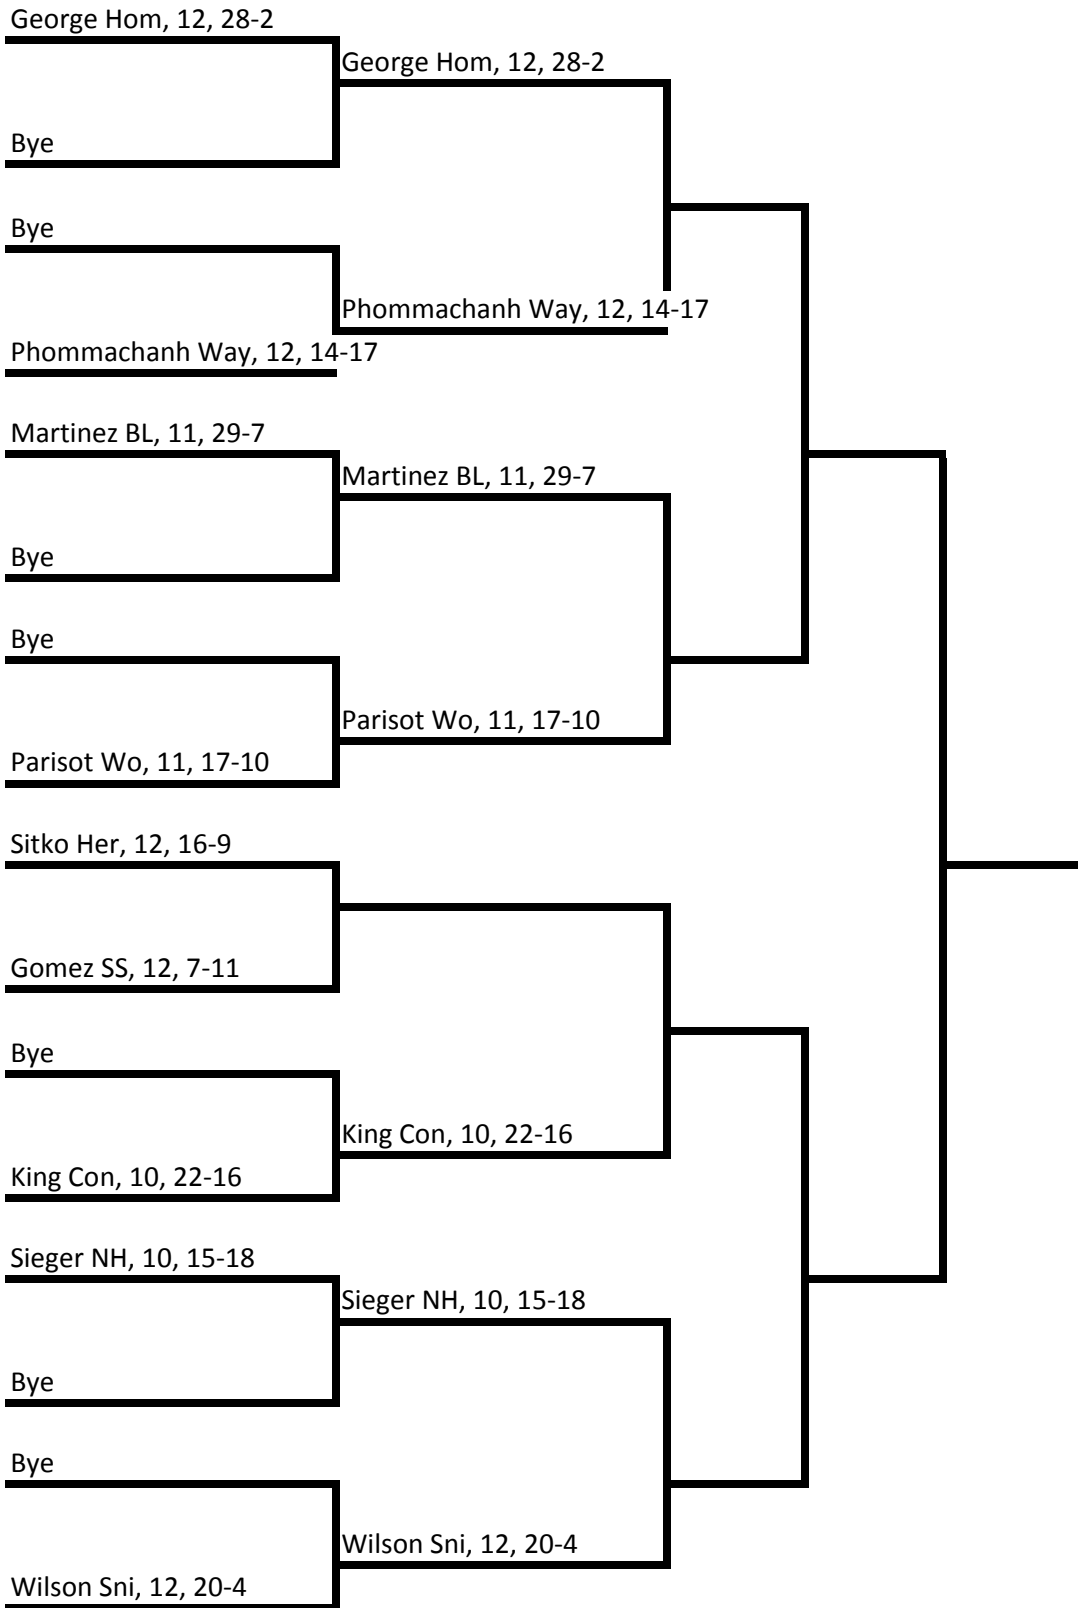 George Hom, 12, 28-2
George Hom, 12, 28-2
Bye
Bye
Phommachanh Way, 12, 14-17
Phommachanh Way, 12, 14-17
Martinez BL, 11, 29-7
Martinez BL, 11, 29-7
Bye
Bye
Parisot Wo, 11, 17-10
Parisot Wo, 11, 17-10
Sitko Her, 12, 16-9
Gomez SS, 12, 7-11
Bye
King Con, 10, 22-16
King Con, 10, 22-16
Sieger NH, 10, 15-18
Sieger NH, 10, 15-18
Bye
Bye
Wilson Sni, 12, 20-4
Wilson Sni, 12, 20-4